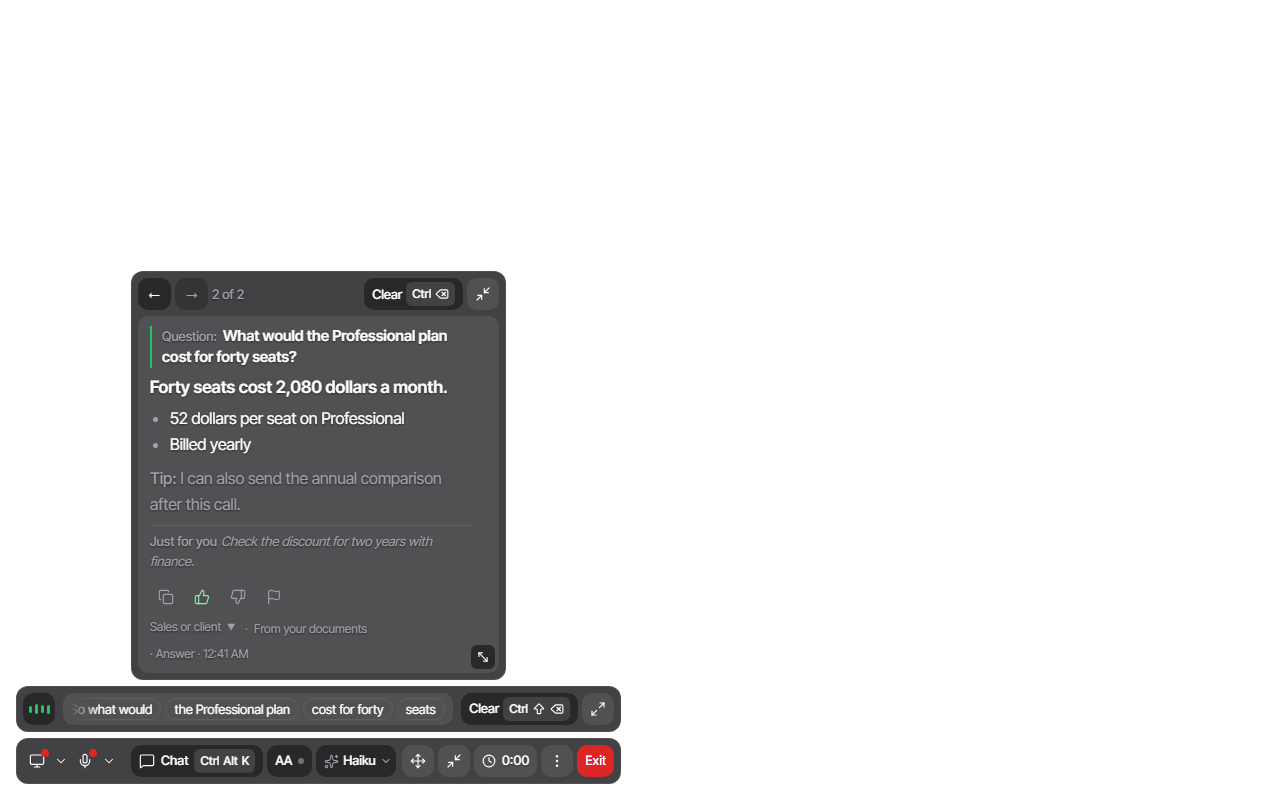 ← → 2 of 2 Clear Ctrl
Question: What would the Professional plan
cost for forty seats?
Forty seats cost 2,080 dollars a month.
• 52 dollars per seat on Professional
• Billed yearly
Tip: I can also send the annual comparison
after this call.
Just for you Check the discount for two years with
finance.
Sales or client ▼ · From your documents
· Answer · 12:41 AM
So what would the Professional plan cost for forty seats Clear Ctrl
Chat Ctrl Alt K AA Haiku 0:00 Exit